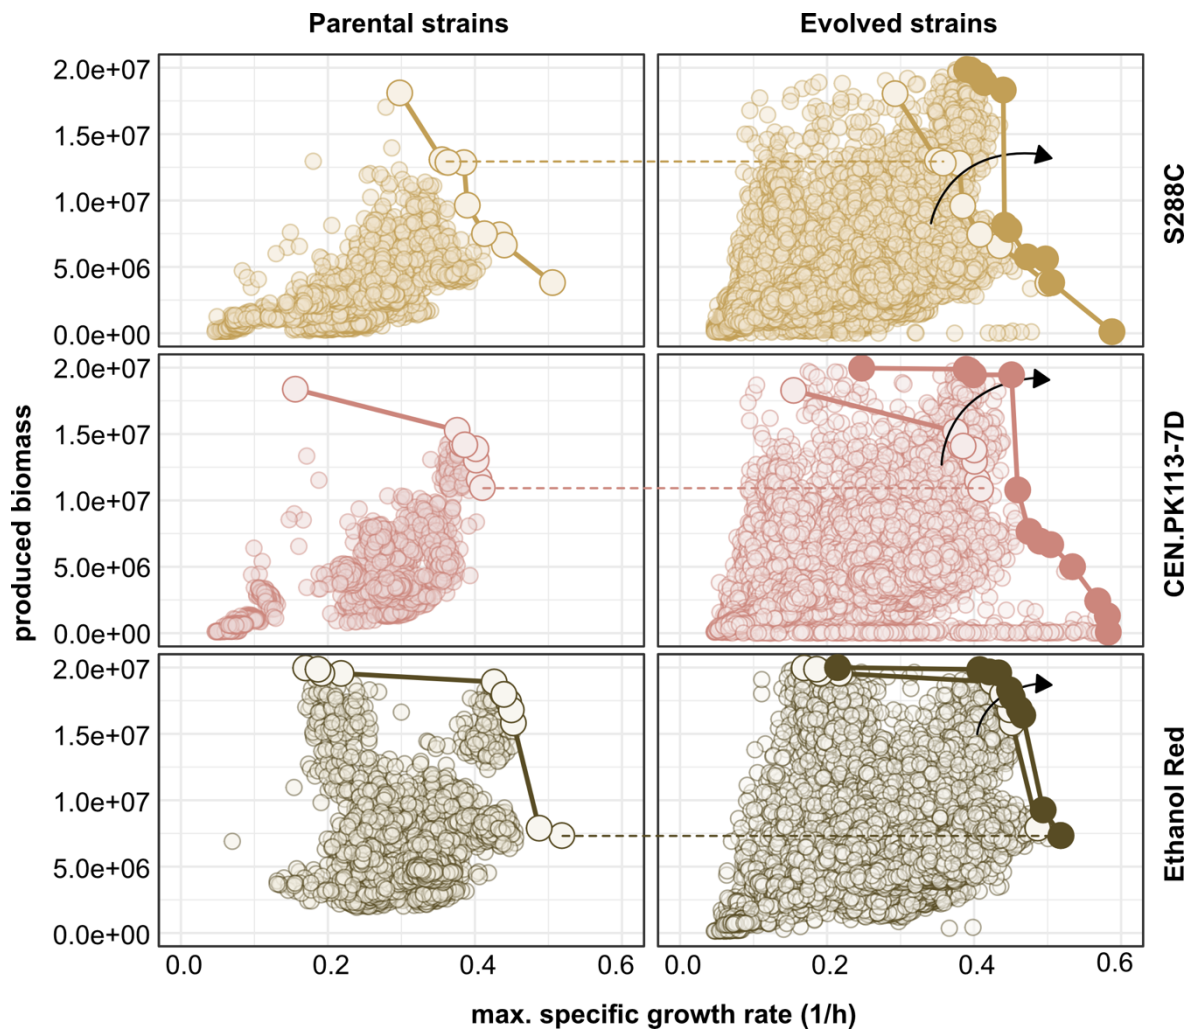 Parental strains
Evolved strains
2.0e+07
1.5e+07
1.0e+07
5.0e+06
0.0e+00
S288C
2.0e+07
1.5e+07
1.0e+07
5.0e+06
0.0e+00
CEN.PK113-7D
2.0e+07
1.5e+07
1.0e+07
5.0e+06
0.0e+00
Ethanol Red
produced biomass
0.0 0.2 0.4 0.6
0.0 0.2 0.4 0.6
max. specific growth rate (1/h)